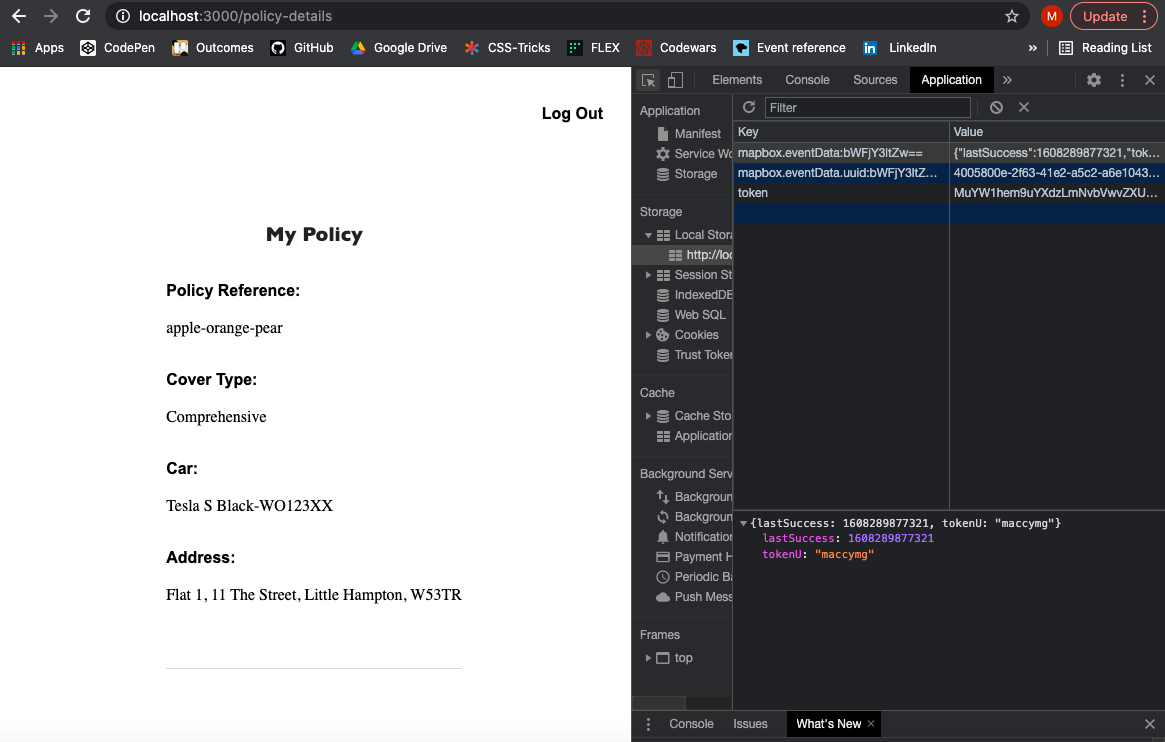 localhost:3000/policy-details
M
Update
Apps
CodePen
Outcomes
GitHub
Google Drive
CSS-Tricks
FLEX
Codewars
Event reference
in LinkedIn
»
Reading List
Log Out
My Policy
Policy Reference:
apple-orange-pear
Cover Type:
Comprehensive
Car:
Tesla S Black-WO123XX
Address:
Flat 1, 11 The Street, Little Hampton, W53TR
Elements
Console
Sources
Application
»
Application
Manifest
Service Wo
Storage
Storage
Local Stora
http://loc
Session St
IndexedDB
Web SQL
Cookies
Trust Token
Cache
Cache Sto
Application
Background Serv
Backgroun
Backgroun
Notification
Payment H
Periodic Ba
Push Mess
Frames
top
Filter
Key Value
mapbox.eventData:bWFjY3ltZw== {"lastSuccess":1608289877321,"tok...
mapbox.eventData.uuid:bWFjY3ltZ... 4005800e-2f63-41e2-a5c2-a6e1043...
token MuYW1hem9uYXdzLmNvbVwvZXU...
{lastSuccess: 1608289877321, tokenU: "maccymg"}
lastSuccess: 1608289877321
tokenU: "maccymg"
Console
Issues
What's New